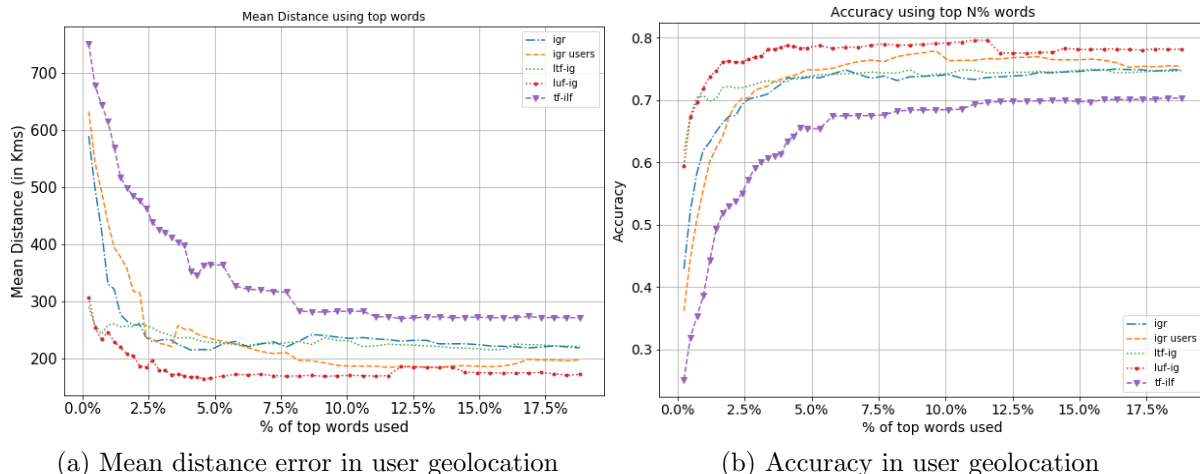 Mean Distance using top words
Mean Distance (in Kms)
700
600
500
400
300
200
igr
igr users
ltf-ig
luf-ig
tf-ilf
0.0% 2.5% 5.0% 7.5% 10.0% 12.5% 15.0% 17.5%
% of top words used
(a) Mean distance error in user geolocation
Accuracy using top N% words
Accuracy
0.8
0.7
0.6
0.5
0.4
0.3
igr
igr users
ltf-ig
luf-ig
tf-ilf
0.0% 2.5% 5.0% 7.5% 10.0% 12.5% 15.0% 17.5%
% of top words used
(b) Accuracy in user geolocation